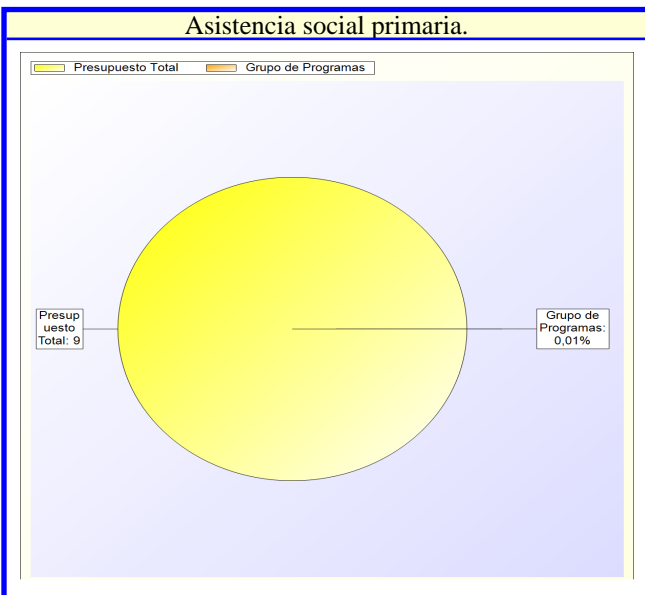 Asistencia social primaria.
Presupuesto Total Grupo de Programas
Presup
uesto
Total: 9
Grupo de
Programas:
0,01%